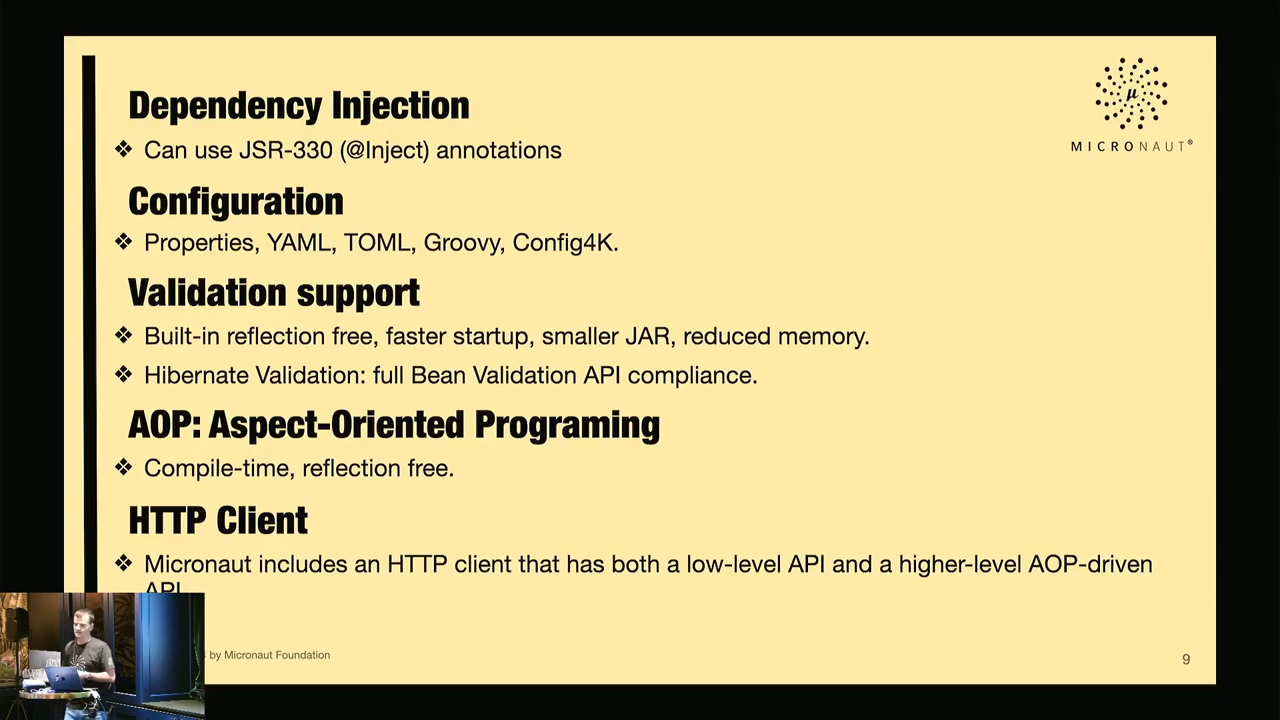 Dependency Injection
❖ Can use JSR-330 (@Inject) annotations
Configuration
❖ Properties, YAML, TOML, Groovy, Config4K.
Validation support
❖ Built-in reflection free, faster startup, smaller JAR, reduced memory.
❖ Hibernate Validation: full Bean Validation API compliance.
AOP: Aspect-Oriented Programing
❖ Compile-time, reflection free.
HTTP Client
❖ Micronaut includes an HTTP client that has both a low-level API and a higher-level AOP-driven
API
by Micronaut Foundation
9
μ
MICRONAUT®